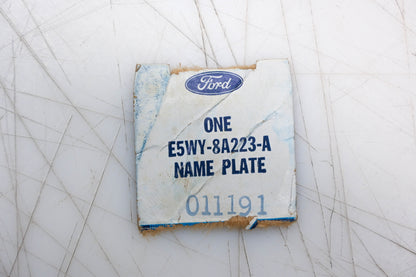 Ford
ONE
E5WY-8A223-A
NAME PLATE
011191